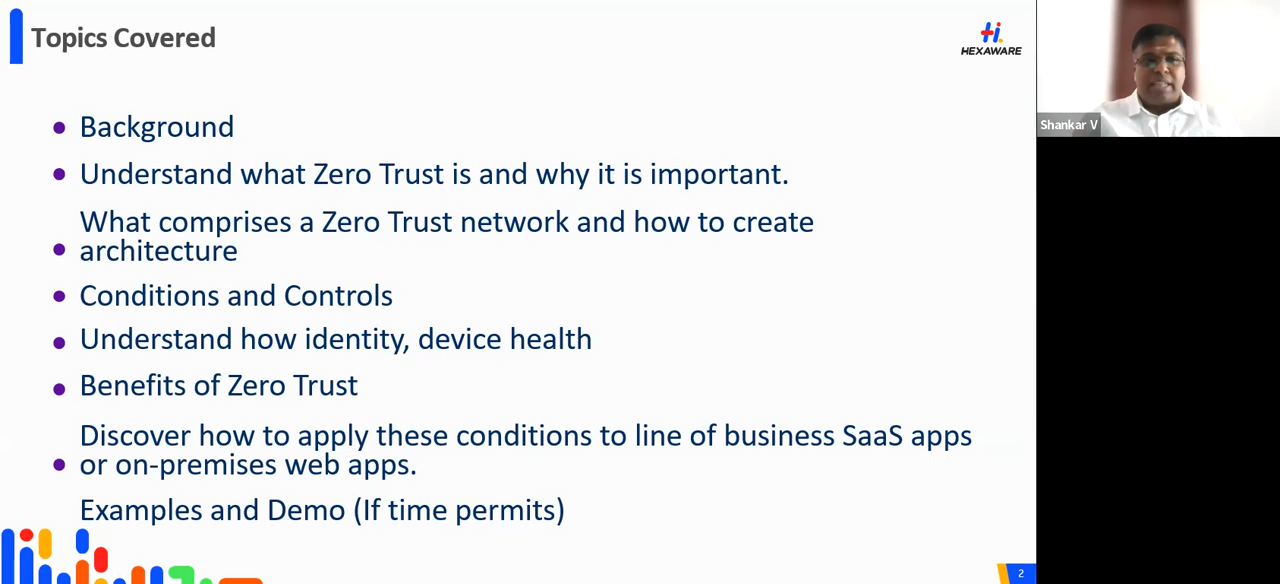 Topics Covered
HEXAWARE
Shankar V
• Background
• Understand what Zero Trust is and why it is important.
What comprises a Zero Trust network and how to create
• architecture
• Conditions and Controls
• Understand how identity, device health
• Benefits of Zero Trust
Discover how to apply these conditions to line of business SaaS apps
• or on-premises web apps.
Examples and Demo (If time permits)
2